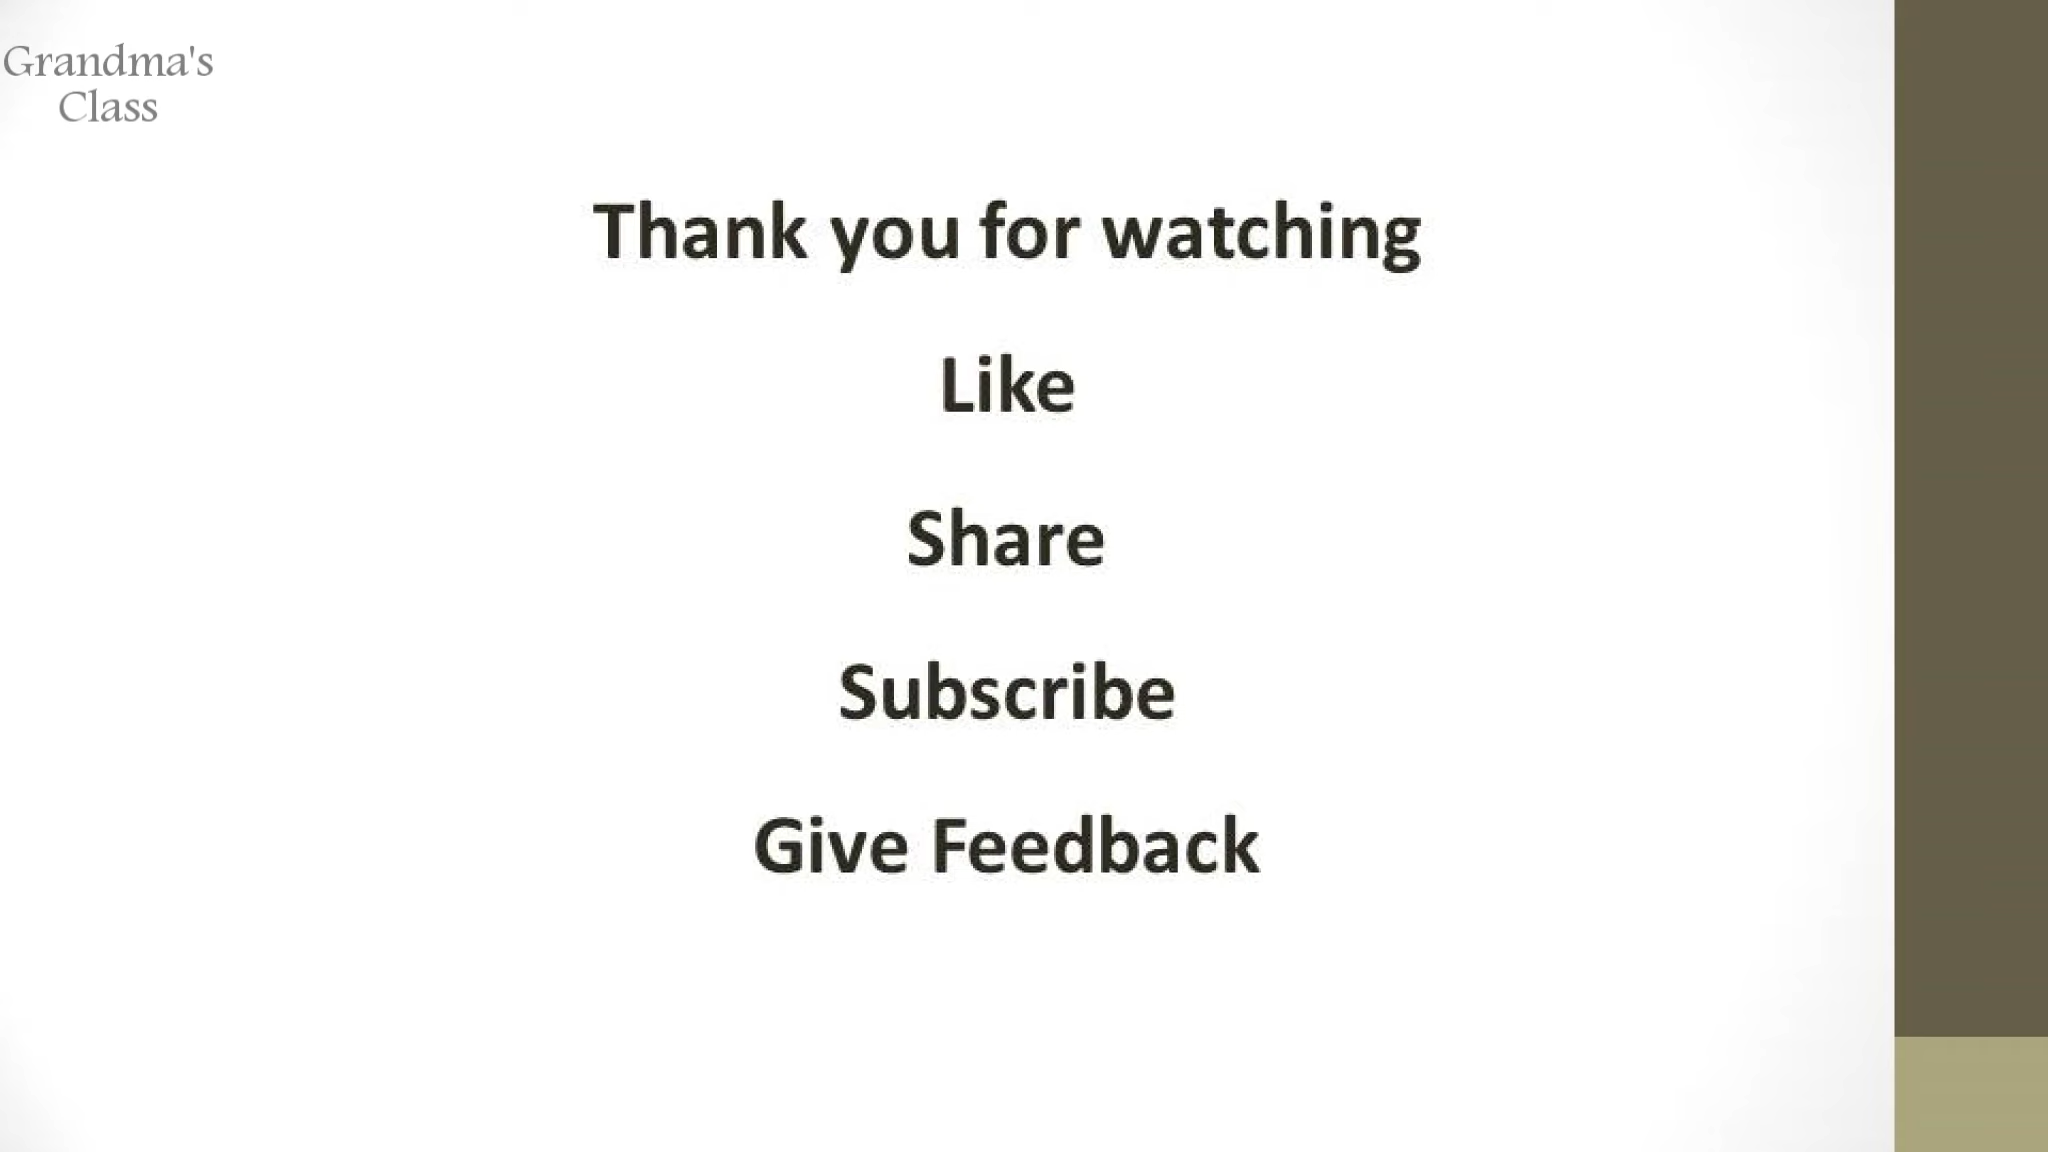 Grandma's
Class
Thank you for watching
Like
Share
Subscribe
Give Feedback